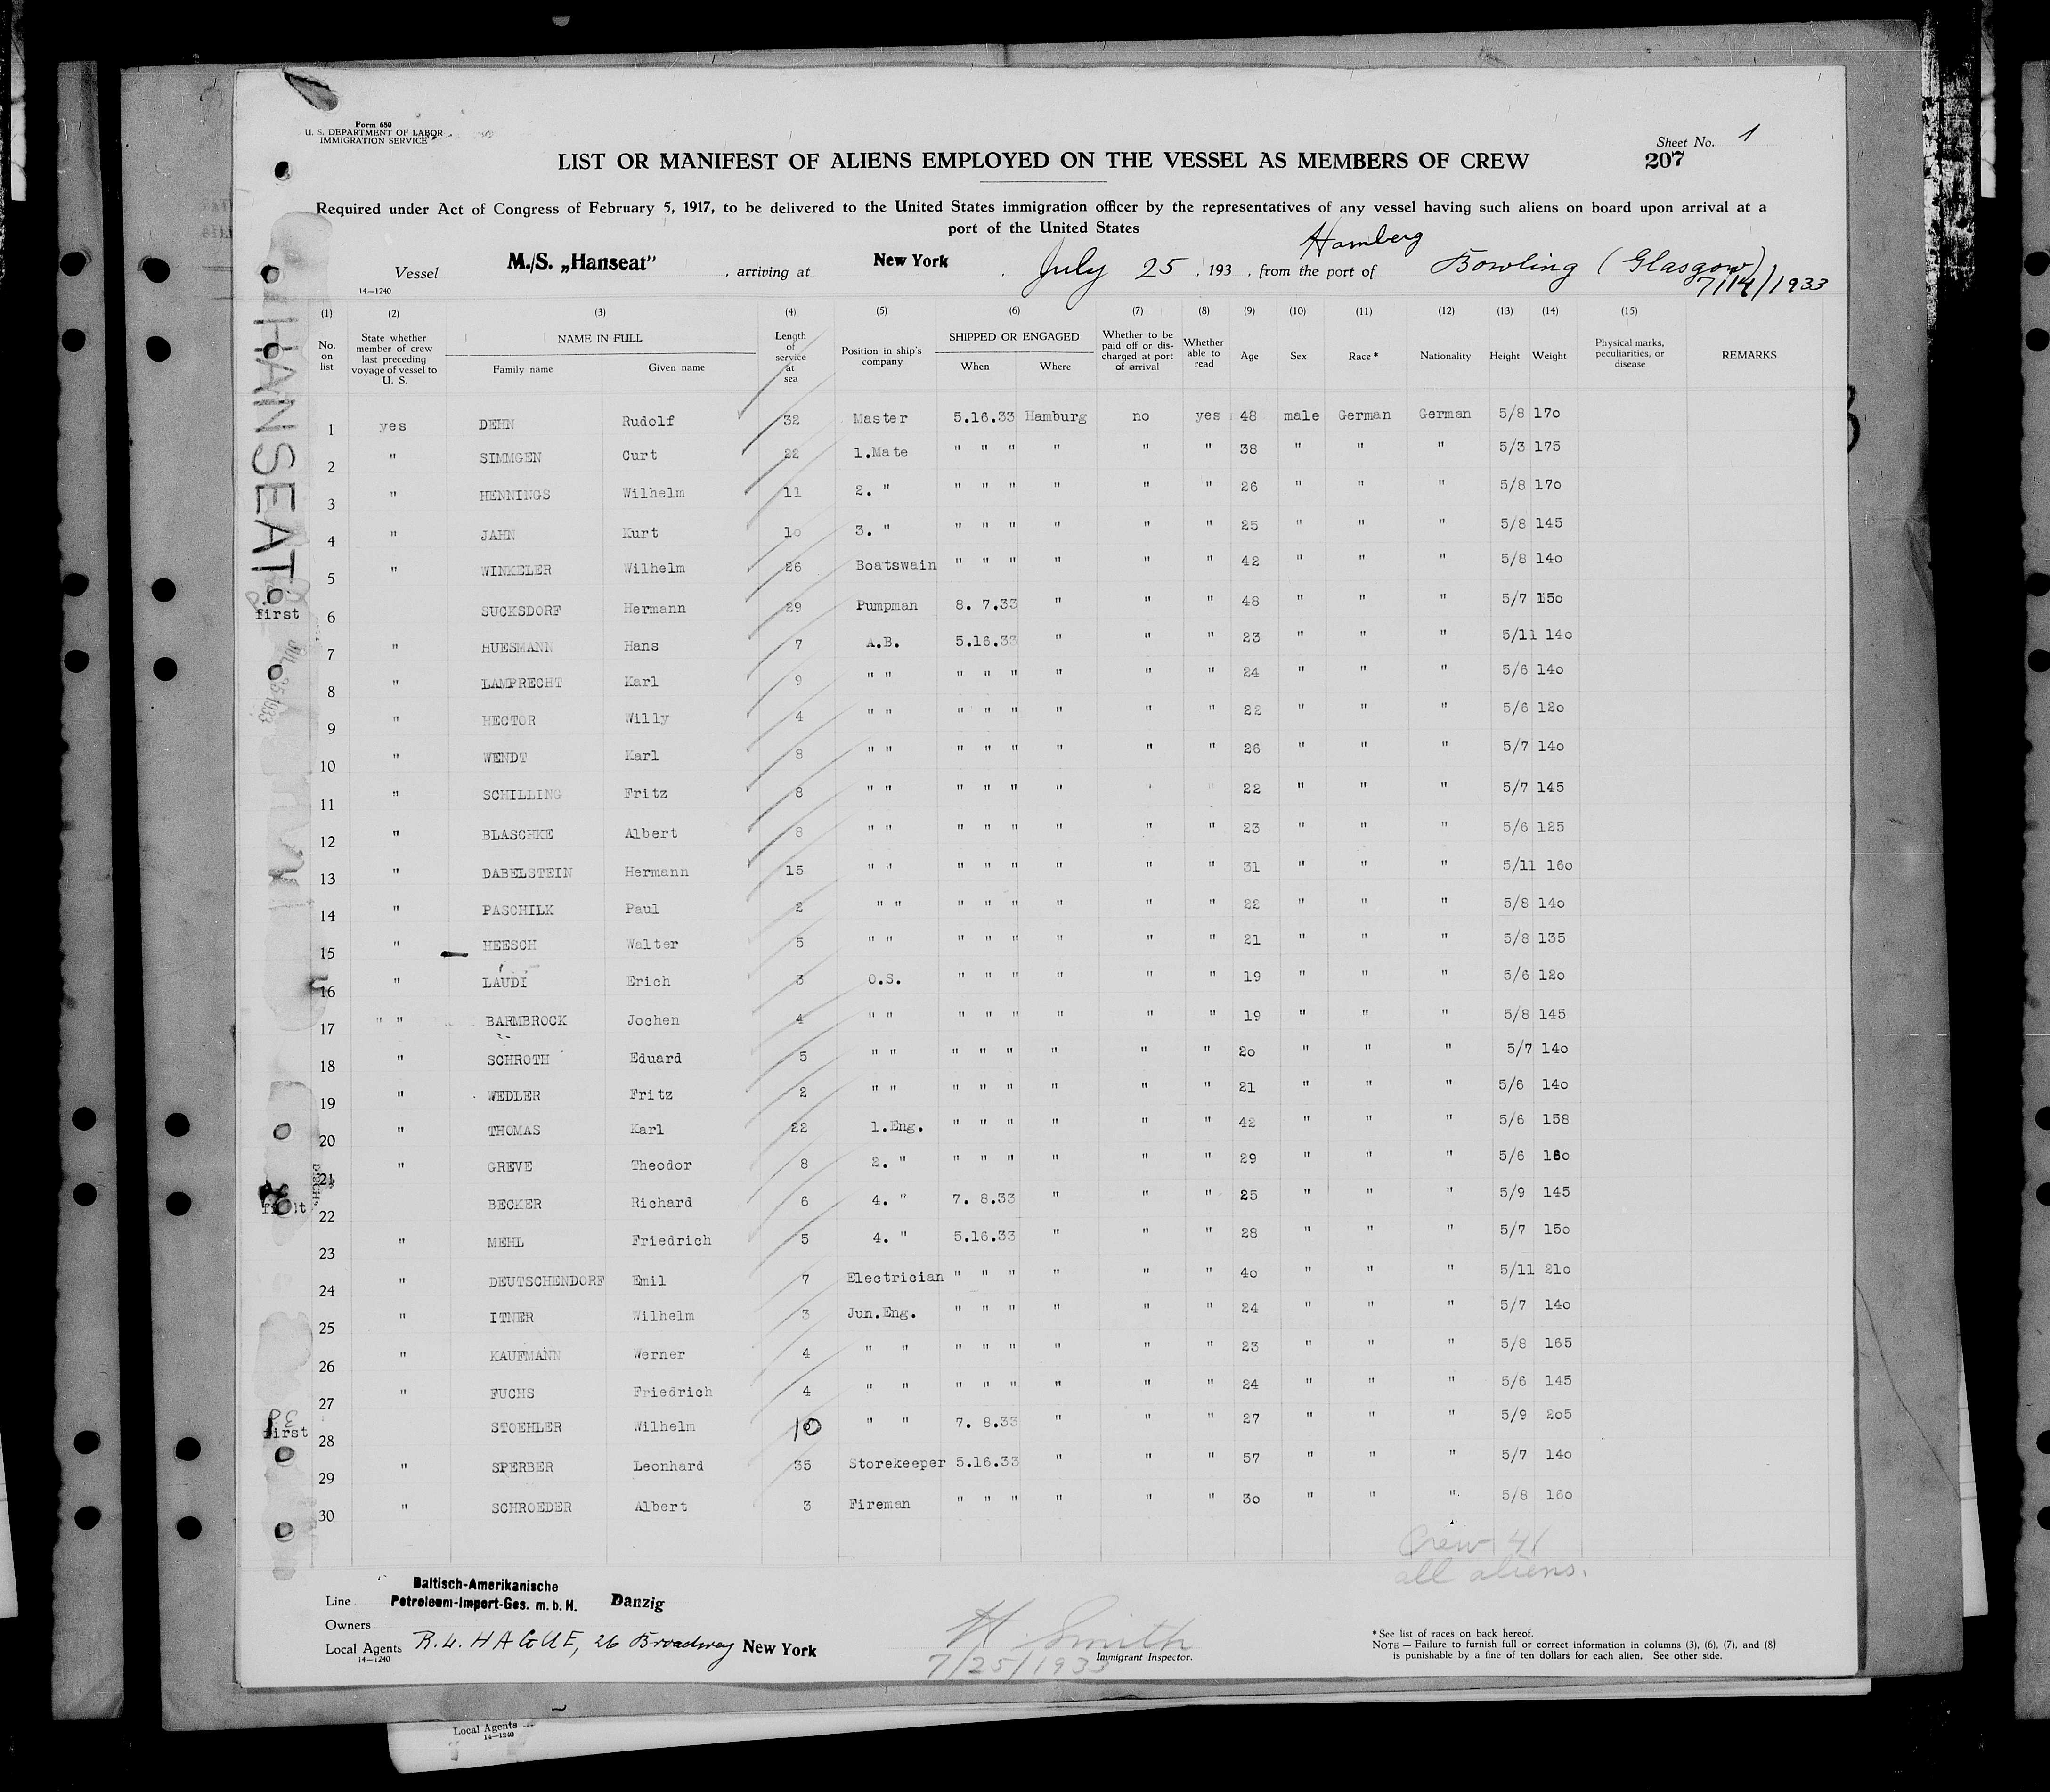 Form 680
U. S. DEPARTMENT OF LABOR
IMMIGRATION SERVICE
Sheet No. 1
207
LIST OR MANIFEST OF ALIENS EMPLOYED ON THE VESSEL AS MEMBERS OF CREW
Required under Act of Congress of February 5, 1917, to be delivered to the United States immigration officer by the representatives of any vessel having such aliens on board upon arrival at a
port of the United States
Hamberg
Vessel M./S. „Hanseat" , arriving at New York , July 25 , 193 , from the port of Bowling (Glasgow)
7/14/1933
14—1240
HANSEAT
(1) (2) (3) (4) (5) (6) (7) (8) (9) (10) (11) (12) (13) (14) (15)
No. on list State whether member of crew last preceding voyage of vessel to U. S. NAME IN FULL Family name Given name Length of service at sea Position in ship's company SHIPPED OR ENGAGED When Where Whether to be paid off or discharged at port of arrival Whether able to read Age Sex Race* Nationality Height Weight Physical marks, peculiarities, or disease REMARKS
1 yes DEHN Rudolf 32 Master 5.16.33 Hamburg no yes 48 male German German 5/8 170
2 " SIMMGEN Curt 22 1.Mate " " " " " " 38 " " " 5/3 175
3 " HENNINGS Wilhelm 11 2. " " " " " " " 26 " " " 5/8 170
4 " JAHN Kurt 10 3. " " " " " " " 25 " " " 5/8 145
5 " WINKELER Wilhelm 26 Boatswain " " " " " " 42 " " " 5/8 140
6 first SUCKSDORF Hermann 29 Pumpman 8. 7.33 " " " 48 " " " 5/7 150
7 " HUESMANN Hans 7 A.B. 5.16.33 " " " 23 " " " 5/11 140
8 " LAMPRECHT Karl 9 " " " " " " " " 24 " " " 5/6 140
9 " HECTOR Willy 4 " " " " " " " " 22 " " " 5/6 120
10 " WENDT Karl 8 " " " " " " " " 26 " " " 5/7 140
11 " SCHILLING Fritz 8 " " " " " " " " 22 " " " 5/7 145
12 " BLASCHKE Albert 8 " " " " " " " " 23 " " " 5/6 125
13 " DABELSTEIN Hermann 15 " " " " " " " " 31 " " " 5/11 160
14 " PASCHILK Paul 2 " " " " " " " " 22 " " " 5/8 140
15 " HEESCH Walter 5 " " " " " " " " 21 " " " 5/8 135
16 " LAUDI Erich 3 O.S. " " " " " " 19 " " " 5/6 120
17 " " BARMBROCK Jochen 4 " " " " " " " " 19 " " " 5/8 145
18 " SCHROTH Eduard 5 " " " " " " " " 20 " " " 5/7 140
19 " WEDLER Fritz 2 " " " " " " " " 21 " " " 5/6 140
20 " THOMAS Karl 22 1.Eng. " " " " " " 42 " " " 5/6 158
21 " GREVE Theodor 8 2. " " " " " " " 29 " " " 5/6 160
22 BECKER Richard 6 4. " 7. 8.33 " " " 25 " " " 5/9 145
23 " MEHL Friedrich 5 4. " 5.16.33 " " " 28 " " " 5/7 150
24 " DEUTSCHENDORF Emil 7 Electrician " " " " " " 40 " " " 5/11 210
25 " ITNER Wilhelm 3 Jun.Eng. " " " " " " 24 " " " 5/7 140
26 " KAUFMANN Werner 4 " " " " " " " " 23 " " " 5/8 165
27 " FUCHS Friedrich 4 " " " " " " " " 24 " " " 5/6 145
28 first STOEHLER Wilhelm 10 " " 7. 8.33 " " " 27 " " " 5/9 205
29 " SPERBER Leonhard 35 Storekeeper 5.16.33 " " " 57 " " " 5/7 140
30 " SCHROEDER Albert 3 Fireman " " " " " " 30 " " " 5/8 160
Crew 41
all aliens.
Line Baltisch-Amerikanische
Petroleum-Import-Ges. m. b. H. Danzig
Owners
Local Agents R. L. HAGUE, 26 Broadway New York
14—1240
H. Smith
7/25/1933 Immigrant Inspector.
*See list of races on back hereof.
NOTE — Failure to furnish full or correct information in columns (3), (6), (7), and (8)
is punishable by a fine of ten dollars for each alien. See other side.
Local Agents
14—1240